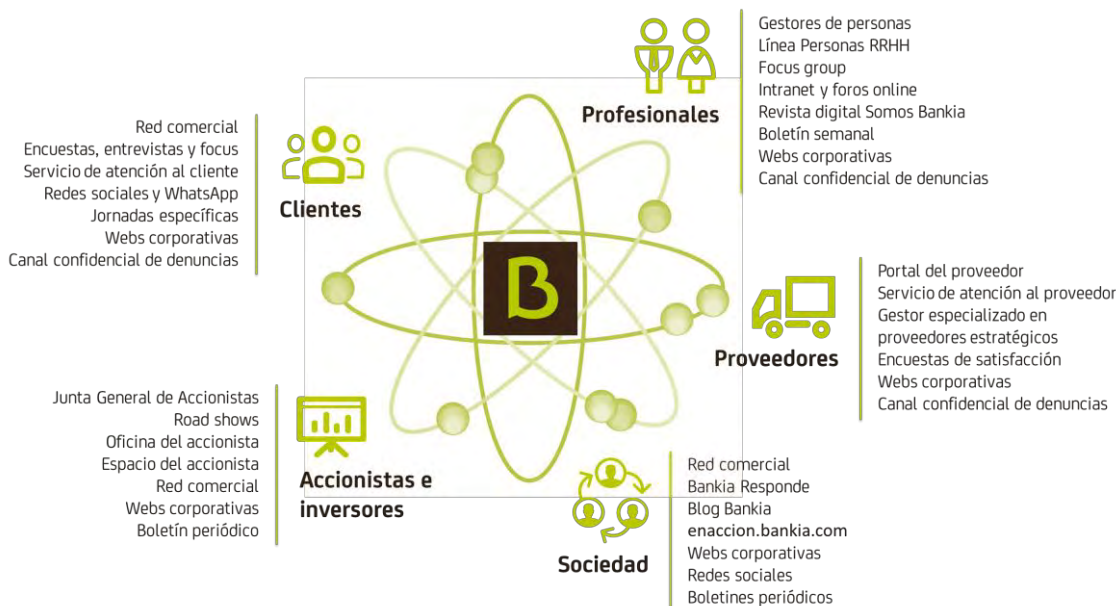 Gestores de personas
Línea Personas RRHH
Focus group
Intranet y foros online
Revista digital Somos Bankia
Boletín semanal
Webs corporativas
Canal confidencial de denuncias
Profesionales
Red comercial
Encuestas, entrevistas y focus
Servicio de atención al cliente
Redes sociales y WhatsApp
Jornadas específicas
Webs corporativas
Canal confidencial de denuncias
Clientes
B
Portal del proveedor
Servicio de atención al proveedor
Gestor especializado en
proveedores estratégicos
Encuestas de satisfacción
Webs corporativas
Canal confidencial de denuncias
Proveedores
Junta General de Accionistas
Road shows
Oficina del accionista
Espacio del accionista
Red comercial
Webs corporativas
Boletín periódico
Accionistas e
inversores
Red comercial
Bankia Responde
Blog Bankia
enaccion.bankia.com
Webs corporativas
Redes sociales
Boletines periódicos
Sociedad